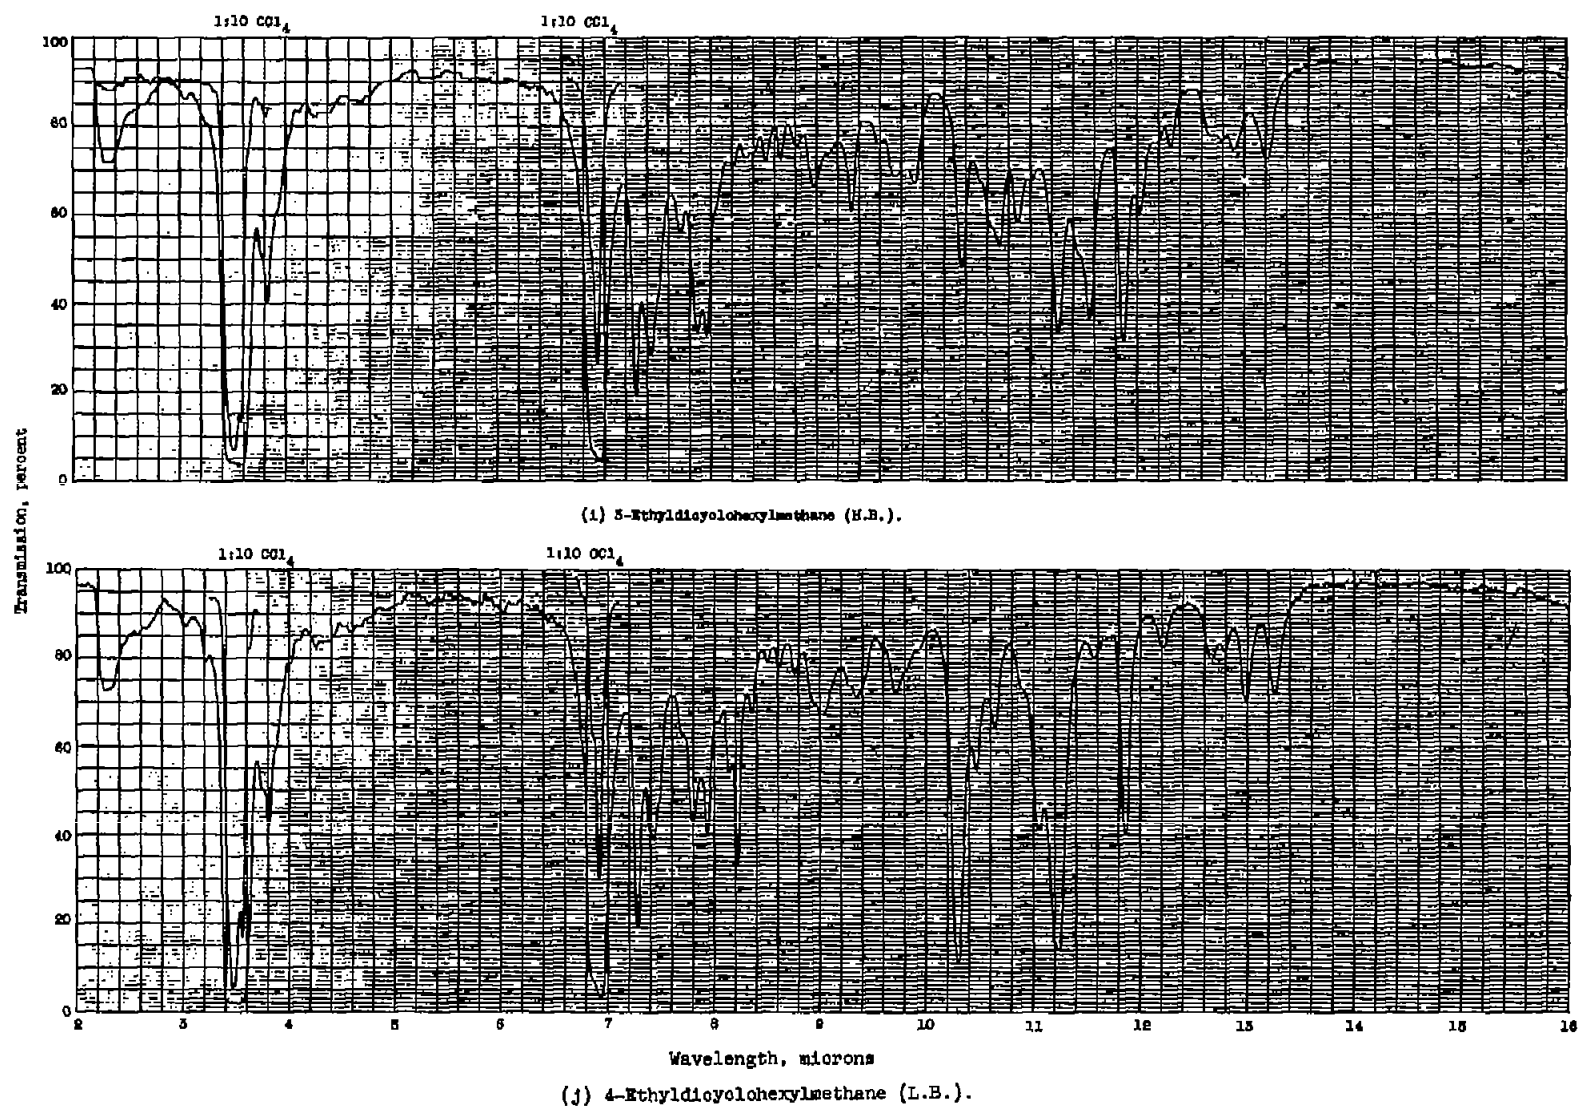 1:10 CCl4 1:10 CCl4
100
80
60
40
20
0
(i) 3-Ethyldicyclohexylmethane (H.B.).
Transmission, percent
1:10 CCl4 1:10 CCl4
100
80
60
40
20
0
2 3 4 5 6 7 8 9 10 11 12 13 14 15 16
Wavelength, microns
(j) 4-Ethyldicyclohexylmethane (L.B.).